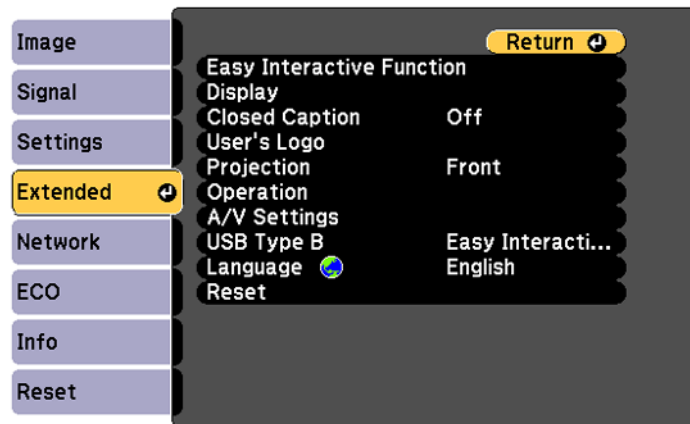 Image
Signal
Settings
Extended
Network
ECO
Info
Reset
Return
Easy Interactive Function
Display
Closed Caption Off
User's Logo
Projection Front
Operation
A/V Settings
USB Type B Easy Interacti...
Language English
Reset